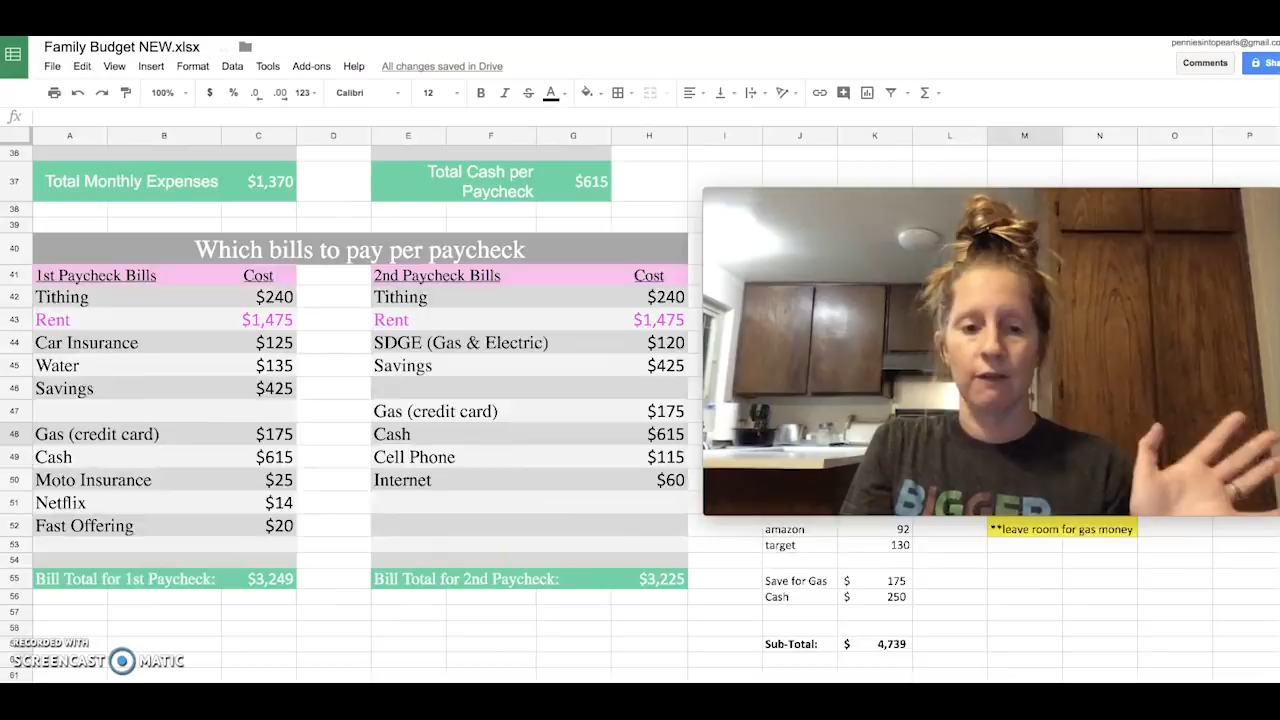 Family Budget NEW.xlsx
penniesintopearls@gmail.co
File Edit View Insert Format Data Tools Add-ons Help All changes saved in Drive
Comments Sha
100% $ % .0 .00 123 Calibri 12 B I S A Σ
fx
A B C D E F G H I J K L M N O P
36
37 Total Monthly Expenses $1,370 Total Cash per Paycheck $615
38
39
40 Which bills to pay per paycheck
41 1st Paycheck Bills Cost 2nd Paycheck Bills Cost
42 Tithing $240 Tithing $240
43 Rent $1,475 Rent $1,475
44 Car Insurance $125 SDGE (Gas & Electric) $120
45 Water $135 Savings $425
46 Savings $425
47 Gas (credit card) $175
48 Gas (credit card) $175 Cash $615
49 Cash $615 Cell Phone $115
50 Moto Insurance $25 Internet $60
51 Netflix $14
52 Fast Offering $20 amazon 92 **leave room for gas money
53 target 130
54
55 Bill Total for 1st Paycheck: $3,249 Bill Total for 2nd Paycheck: $3,225 Save for Gas $ 175
56 Cash $ 250
57
58
Sub-Total: $ 4,739
61
BIGGER
RECORDED WITH
SCREENCAST MATIC